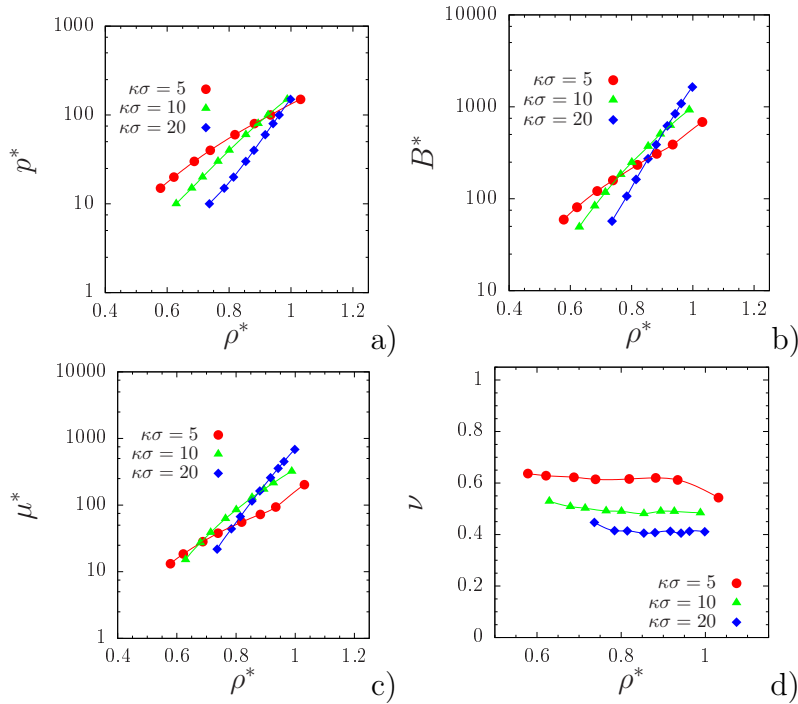 1000
100
10
1
p*
κσ = 5
κσ = 10
κσ = 20
0.4 0.6 0.8 1 1.2
ρ*
a)
10000
1000
100
10
B*
κσ = 5
κσ = 10
κσ = 20
0.4 0.6 0.8 1 1.2
ρ*
b)
10000
1000
100
10
1
μ*
κσ = 5
κσ = 10
κσ = 20
0.4 0.6 0.8 1 1.2
ρ*
c)
1
0.8
0.6
0.4
0.2
0
ν
κσ = 5
κσ = 10
κσ = 20
0.6 0.8 1
ρ*
d)